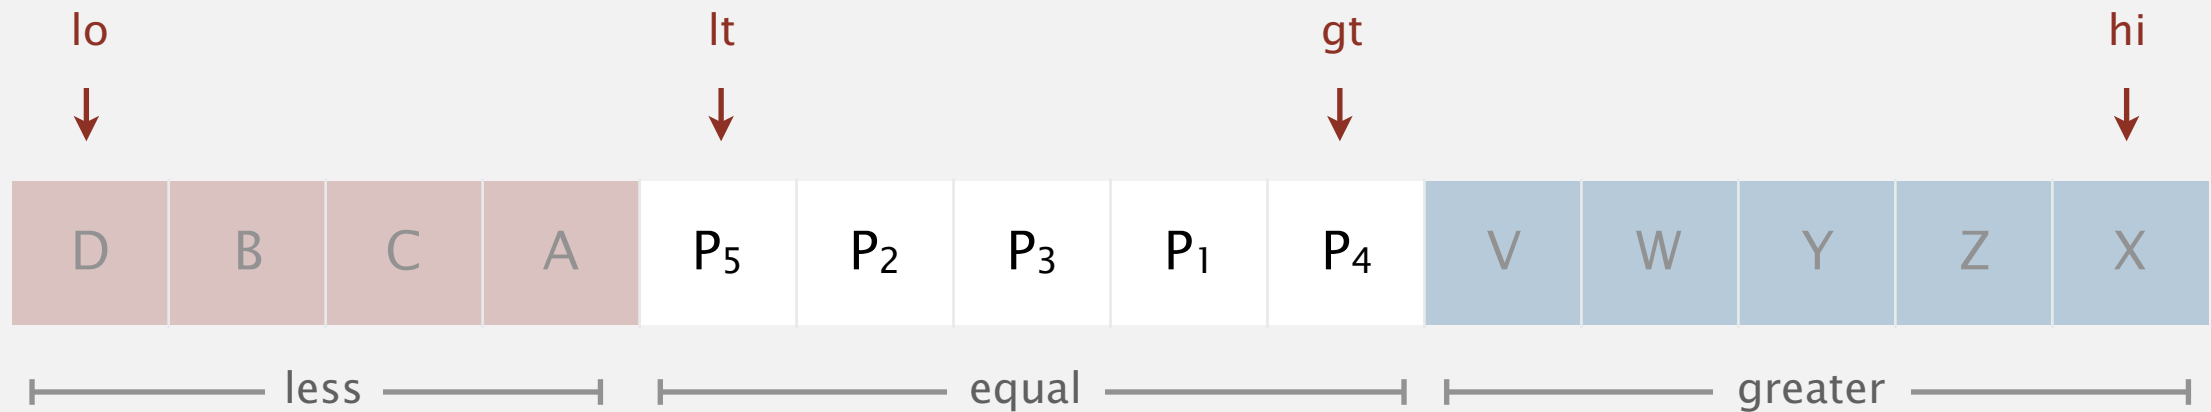 lo lt gt hi
D B C A P₅ P₂ P₃ P₁ P₄ V W Y Z X
less equal greater